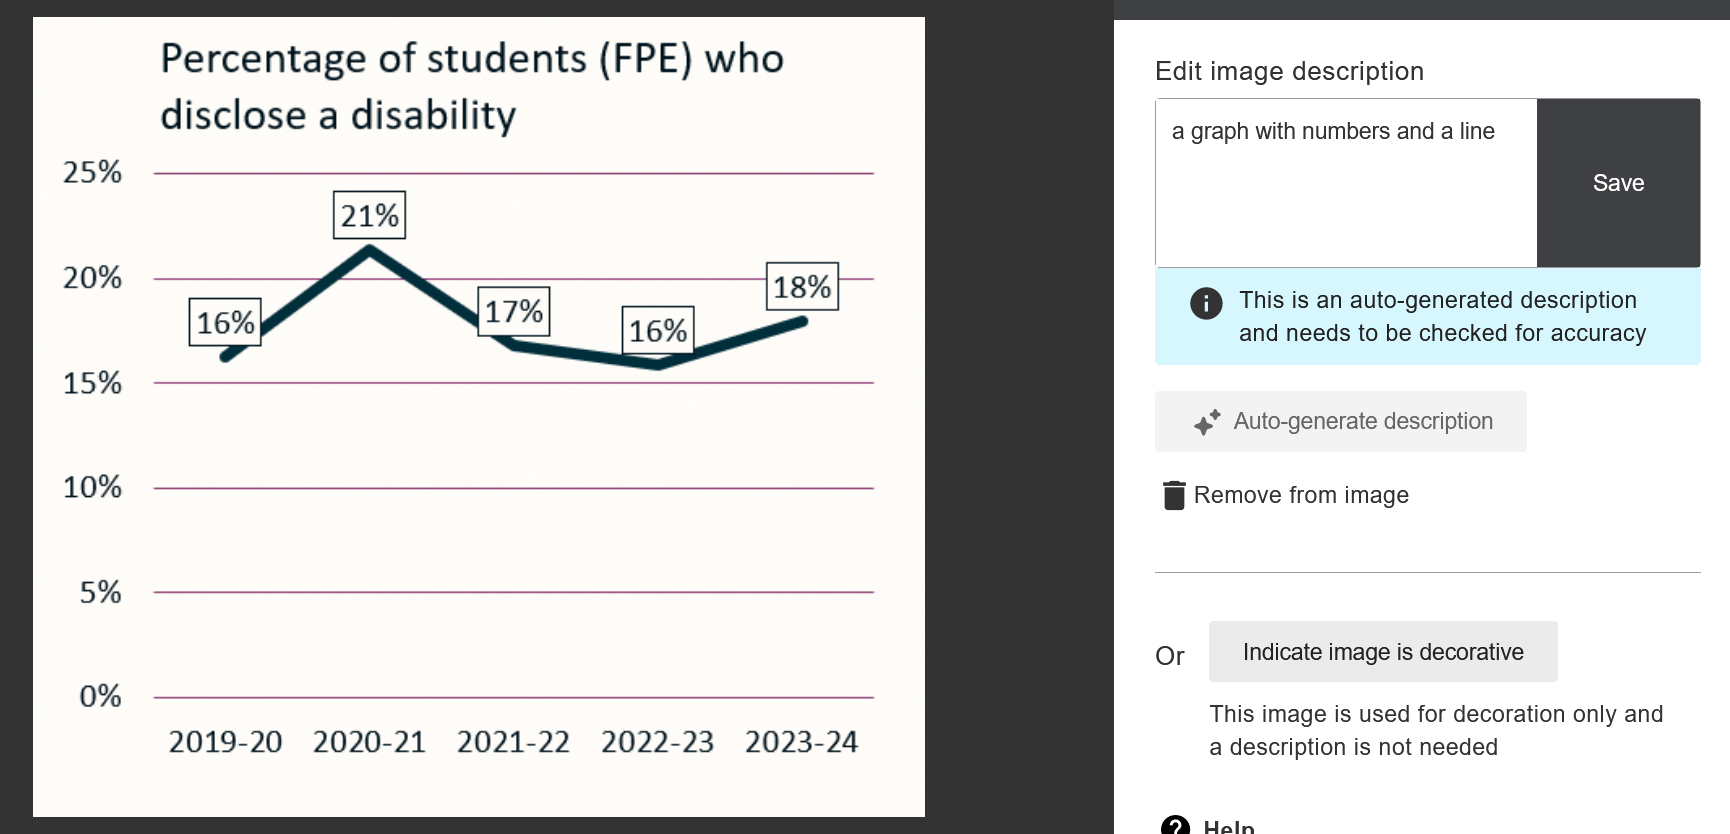 Percentage of students (FPE) who
disclose a disability
25%
20%
15%
10%
5%
0%
16%
21%
17%
16%
18%
2019-20
2020-21
2021-22
2022-23
2023-24
Edit image description
a graph with numbers and a line
Save
This is an auto-generated description
and needs to be checked for accuracy
Auto-generate description
Remove from image
Or
Indicate image is decorative
This image is used for decoration only and
a description is not needed
Help